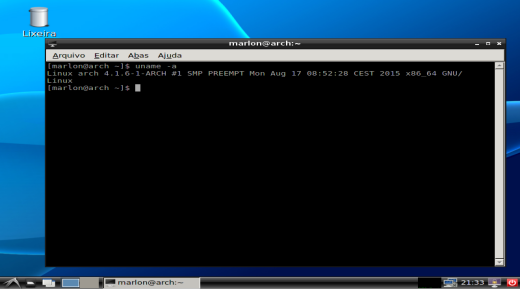 Lixeira
marlon@arch:~
Arquivo Editar Abas Ajuda
[marlon@arch ~]$ uname -a
Linux arch 4.1.6-1-ARCH #1 SMP PREEMPT Mon Aug 17 08:52:28 CEST 2015 x86_64 GNU/
Linux
[marlon@arch ~]$
marlon@arch:~
21:33